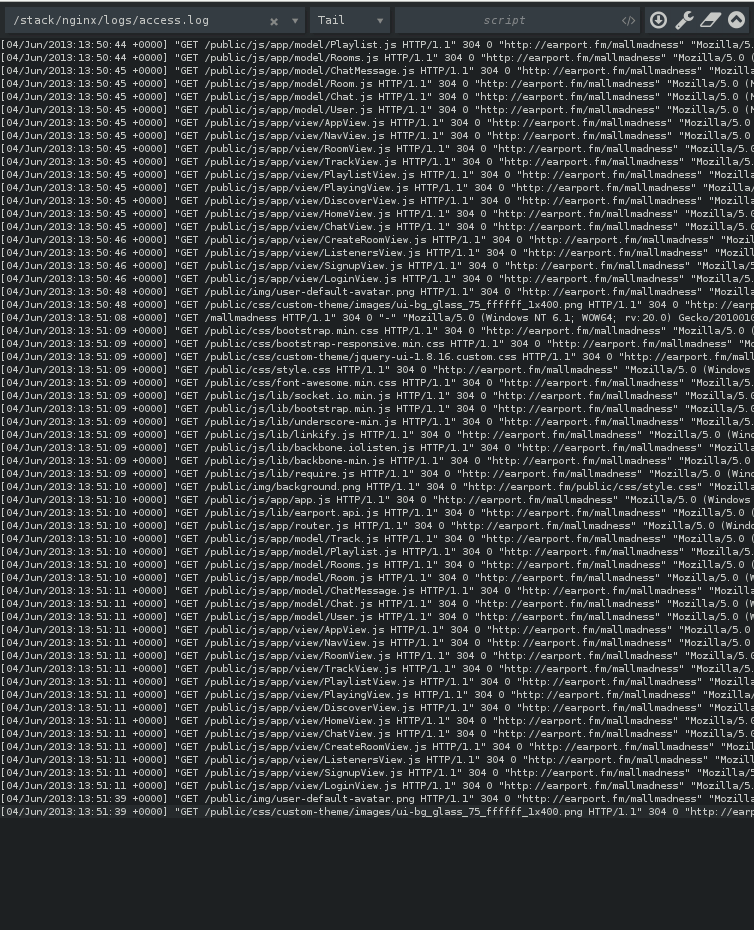 /stack/nginx/logs/access.log × Tail script </>
[04/Jun/2013:13:50:44 +0000] "GET /public/js/app/model/Playlist.js HTTP/1.1" 304 0 "http://earport.fm/mallmadness" "Mozilla/5.
[04/Jun/2013:13:50:44 +0000] "GET /public/js/app/model/Rooms.js HTTP/1.1" 304 0 "http://earport.fm/mallmadness" "Mozilla/5.0 (
[04/Jun/2013:13:50:45 +0000] "GET /public/js/app/model/ChatMessage.js HTTP/1.1" 304 0 "http://earport.fm/mallmadness" "Mozilla
[04/Jun/2013:13:50:45 +0000] "GET /public/js/app/model/Room.js HTTP/1.1" 304 0 "http://earport.fm/mallmadness" "Mozilla/5.0 (W
[04/Jun/2013:13:50:45 +0000] "GET /public/js/app/model/Chat.js HTTP/1.1" 304 0 "http://earport.fm/mallmadness" "Mozilla/5.0 (W
[04/Jun/2013:13:50:45 +0000] "GET /public/js/app/model/User.js HTTP/1.1" 304 0 "http://earport.fm/mallmadness" "Mozilla/5.0 (W
[04/Jun/2013:13:50:45 +0000] "GET /public/js/app/view/AppView.js HTTP/1.1" 304 0 "http://earport.fm/mallmadness" "Mozilla/5.0
[04/Jun/2013:13:50:45 +0000] "GET /public/js/app/view/NavView.js HTTP/1.1" 304 0 "http://earport.fm/mallmadness" "Mozilla/5.0
[04/Jun/2013:13:50:45 +0000] "GET /public/js/app/view/RoomView.js HTTP/1.1" 304 0 "http://earport.fm/mallmadness" "Mozilla/5.0
[04/Jun/2013:13:50:45 +0000] "GET /public/js/app/view/TrackView.js HTTP/1.1" 304 0 "http://earport.fm/mallmadness" "Mozilla/5.
[04/Jun/2013:13:50:45 +0000] "GET /public/js/app/view/PlaylistView.js HTTP/1.1" 304 0 "http://earport.fm/mallmadness" "Mozilla
[04/Jun/2013:13:50:45 +0000] "GET /public/js/app/view/PlayingView.js HTTP/1.1" 304 0 "http://earport.fm/mallmadness" "Mozilla/
[04/Jun/2013:13:50:45 +0000] "GET /public/js/app/view/DiscoverView.js HTTP/1.1" 304 0 "http://earport.fm/mallmadness" "Mozilla
[04/Jun/2013:13:50:45 +0000] "GET /public/js/app/view/HomeView.js HTTP/1.1" 304 0 "http://earport.fm/mallmadness" "Mozilla/5.0
[04/Jun/2013:13:50:45 +0000] "GET /public/js/app/view/ChatView.js HTTP/1.1" 304 0 "http://earport.fm/mallmadness" "Mozilla/5.0
[04/Jun/2013:13:50:46 +0000] "GET /public/js/app/view/CreateRoomView.js HTTP/1.1" 304 0 "http://earport.fm/mallmadness" "Mozil
[04/Jun/2013:13:50:46 +0000] "GET /public/js/app/view/ListenersView.js HTTP/1.1" 304 0 "http://earport.fm/mallmadness" "Mozill
[04/Jun/2013:13:50:46 +0000] "GET /public/js/app/view/SignupView.js HTTP/1.1" 304 0 "http://earport.fm/mallmadness" "Mozilla/5
[04/Jun/2013:13:50:46 +0000] "GET /public/js/app/view/LoginView.js HTTP/1.1" 304 0 "http://earport.fm/mallmadness" "Mozilla/5.
[04/Jun/2013:13:50:48 +0000] "GET /public/img/user-default-avatar.png HTTP/1.1" 304 0 "http://earport.fm/mallmadness" "Mozilla
[04/Jun/2013:13:50:48 +0000] "GET /public/css/custom-theme/images/ui-bg_glass_75_ffffff_1x400.png HTTP/1.1" 304 0 "http://earp
[04/Jun/2013:13:51:08 +0000] "GET /mallmadness HTTP/1.1" 304 0 "-" "Mozilla/5.0 (Windows NT 6.1; WOW64; rv:20.0) Gecko/2010010
[04/Jun/2013:13:51:09 +0000] "GET /public/css/bootstrap.min.css HTTP/1.1" 304 0 "http://earport.fm/mallmadness" "Mozilla/5.0 (
[04/Jun/2013:13:51:09 +0000] "GET /public/css/bootstrap-responsive.min.css HTTP/1.1" 304 0 "http://earport.fm/mallmadness" "Mo
[04/Jun/2013:13:51:09 +0000] "GET /public/css/custom-theme/jquery-ui-1.8.16.custom.css HTTP/1.1" 304 0 "http://earport.fm/mall
[04/Jun/2013:13:51:09 +0000] "GET /public/css/style.css HTTP/1.1" 304 0 "http://earport.fm/mallmadness" "Mozilla/5.0 (Windows
[04/Jun/2013:13:51:09 +0000] "GET /public/css/font-awesome.min.css HTTP/1.1" 304 0 "http://earport.fm/mallmadness" "Mozilla/5.
[04/Jun/2013:13:51:09 +0000] "GET /public/js/lib/socket.io.min.js HTTP/1.1" 304 0 "http://earport.fm/mallmadness" "Mozilla/5.0
[04/Jun/2013:13:51:09 +0000] "GET /public/js/lib/bootstrap.min.js HTTP/1.1" 304 0 "http://earport.fm/mallmadness" "Mozilla/5.0
[04/Jun/2013:13:51:09 +0000] "GET /public/js/lib/underscore-min.js HTTP/1.1" 304 0 "http://earport.fm/mallmadness" "Mozilla/5.
[04/Jun/2013:13:51:09 +0000] "GET /public/js/lib/linkify.js HTTP/1.1" 304 0 "http://earport.fm/mallmadness" "Mozilla/5.0 (Wind
[04/Jun/2013:13:51:09 +0000] "GET /public/js/lib/backbone.iolisten.js HTTP/1.1" 304 0 "http://earport.fm/mallmadness" "Mozilla
[04/Jun/2013:13:51:09 +0000] "GET /public/js/lib/backbone-min.js HTTP/1.1" 304 0 "http://earport.fm/mallmadness" "Mozilla/5.0
[04/Jun/2013:13:51:09 +0000] "GET /public/js/lib/require.js HTTP/1.1" 304 0 "http://earport.fm/mallmadness" "Mozilla/5.0 (Wind
[04/Jun/2013:13:51:10 +0000] "GET /public/img/background.png HTTP/1.1" 304 0 "http://earport.fm/public/css/style.css" "Mozilla
[04/Jun/2013:13:51:10 +0000] "GET /public/js/app/app.js HTTP/1.1" 304 0 "http://earport.fm/mallmadness" "Mozilla/5.0 (Windows
[04/Jun/2013:13:51:10 +0000] "GET /public/js/lib/earport.api.js HTTP/1.1" 304 0 "http://earport.fm/mallmadness" "Mozilla/5.0 (
[04/Jun/2013:13:51:10 +0000] "GET /public/js/app/router.js HTTP/1.1" 304 0 "http://earport.fm/mallmadness" "Mozilla/5.0 (Windo
[04/Jun/2013:13:51:10 +0000] "GET /public/js/app/model/Track.js HTTP/1.1" 304 0 "http://earport.fm/mallmadness" "Mozilla/5.0 (
[04/Jun/2013:13:51:10 +0000] "GET /public/js/app/model/Playlist.js HTTP/1.1" 304 0 "http://earport.fm/mallmadness" "Mozilla/5.
[04/Jun/2013:13:51:10 +0000] "GET /public/js/app/model/Rooms.js HTTP/1.1" 304 0 "http://earport.fm/mallmadness" "Mozilla/5.0 (
[04/Jun/2013:13:51:10 +0000] "GET /public/js/app/model/Room.js HTTP/1.1" 304 0 "http://earport.fm/mallmadness" "Mozilla/5.0 (W
[04/Jun/2013:13:51:11 +0000] "GET /public/js/app/model/ChatMessage.js HTTP/1.1" 304 0 "http://earport.fm/mallmadness" "Mozilla
[04/Jun/2013:13:51:11 +0000] "GET /public/js/app/model/Chat.js HTTP/1.1" 304 0 "http://earport.fm/mallmadness" "Mozilla/5.0 (W
[04/Jun/2013:13:51:11 +0000] "GET /public/js/app/model/User.js HTTP/1.1" 304 0 "http://earport.fm/mallmadness" "Mozilla/5.0 (W
[04/Jun/2013:13:51:11 +0000] "GET /public/js/app/view/AppView.js HTTP/1.1" 304 0 "http://earport.fm/mallmadness" "Mozilla/5.0
[04/Jun/2013:13:51:11 +0000] "GET /public/js/app/view/NavView.js HTTP/1.1" 304 0 "http://earport.fm/mallmadness" "Mozilla/5.0
[04/Jun/2013:13:51:11 +0000] "GET /public/js/app/view/RoomView.js HTTP/1.1" 304 0 "http://earport.fm/mallmadness" "Mozilla/5.0
[04/Jun/2013:13:51:11 +0000] "GET /public/js/app/view/TrackView.js HTTP/1.1" 304 0 "http://earport.fm/mallmadness" "Mozilla/5.
[04/Jun/2013:13:51:11 +0000] "GET /public/js/app/view/PlaylistView.js HTTP/1.1" 304 0 "http://earport.fm/mallmadness" "Mozilla
[04/Jun/2013:13:51:11 +0000] "GET /public/js/app/view/PlayingView.js HTTP/1.1" 304 0 "http://earport.fm/mallmadness" "Mozilla/
[04/Jun/2013:13:51:11 +0000] "GET /public/js/app/view/DiscoverView.js HTTP/1.1" 304 0 "http://earport.fm/mallmadness" "Mozilla
[04/Jun/2013:13:51:11 +0000] "GET /public/js/app/view/HomeView.js HTTP/1.1" 304 0 "http://earport.fm/mallmadness" "Mozilla/5.0
[04/Jun/2013:13:51:11 +0000] "GET /public/js/app/view/ChatView.js HTTP/1.1" 304 0 "http://earport.fm/mallmadness" "Mozilla/5.0
[04/Jun/2013:13:51:11 +0000] "GET /public/js/app/view/CreateRoomView.js HTTP/1.1" 304 0 "http://earport.fm/mallmadness" "Mozil
[04/Jun/2013:13:51:11 +0000] "GET /public/js/app/view/ListenersView.js HTTP/1.1" 304 0 "http://earport.fm/mallmadness" "Mozill
[04/Jun/2013:13:51:11 +0000] "GET /public/js/app/view/SignupView.js HTTP/1.1" 304 0 "http://earport.fm/mallmadness" "Mozilla/5
[04/Jun/2013:13:51:11 +0000] "GET /public/js/app/view/LoginView.js HTTP/1.1" 304 0 "http://earport.fm/mallmadness" "Mozilla/5.
[04/Jun/2013:13:51:39 +0000] "GET /public/img/user-default-avatar.png HTTP/1.1" 304 0 "http://earport.fm/mallmadness" "Mozilla
[04/Jun/2013:13:51:39 +0000] "GET /public/css/custom-theme/images/ui-bg_glass_75_ffffff_1x400.png HTTP/1.1" 304 0 "http://earp